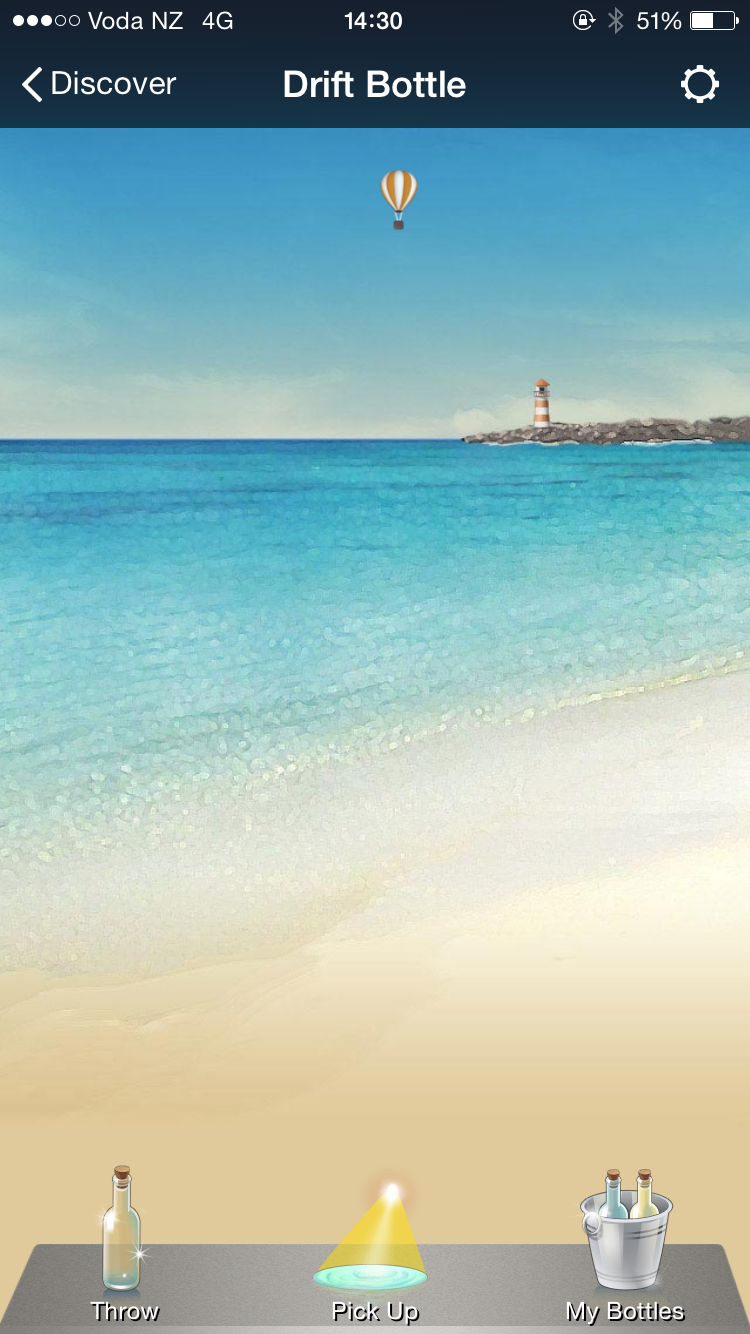 Voda NZ 4G 14:30 51%
Discover Drift Bottle
Throw Pick Up My Bottles